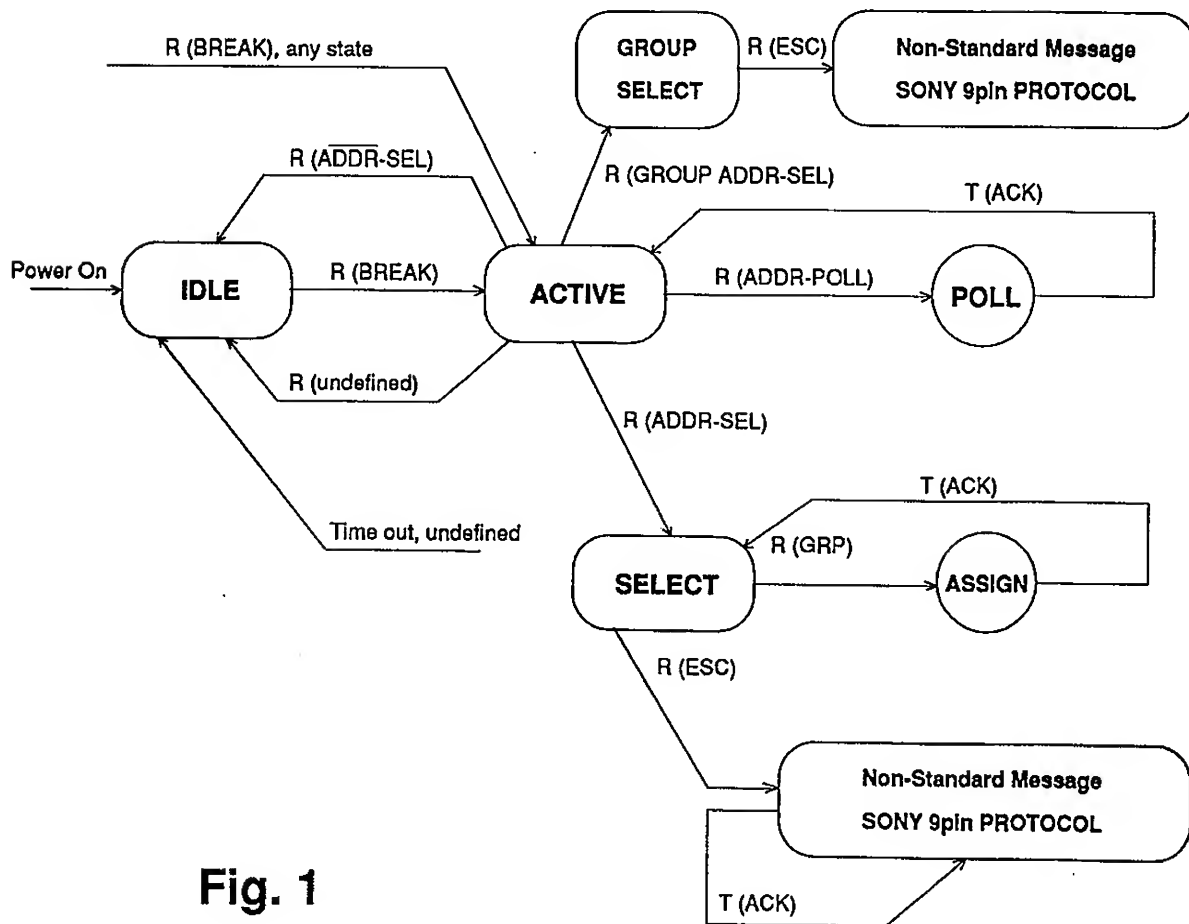 R (BREAK), any state
GROUP
SELECT
R (ESC)
Non-Standard Message
SONY 9pin PROTOCOL
R (A̅D̅D̅R̅-SEL)
R (GROUP ADDR-SEL)
T (ACK)
Power On
IDLE
R (BREAK)
ACTIVE
R (ADDR-POLL)
POLL
R (undefined)
R (ADDR-SEL)
T (ACK)
Time out, undefined
R (GRP)
SELECT
ASSIGN
R (ESC)
Non-Standard Message
SONY 9pin PROTOCOL
T (ACK)
Fig. 1